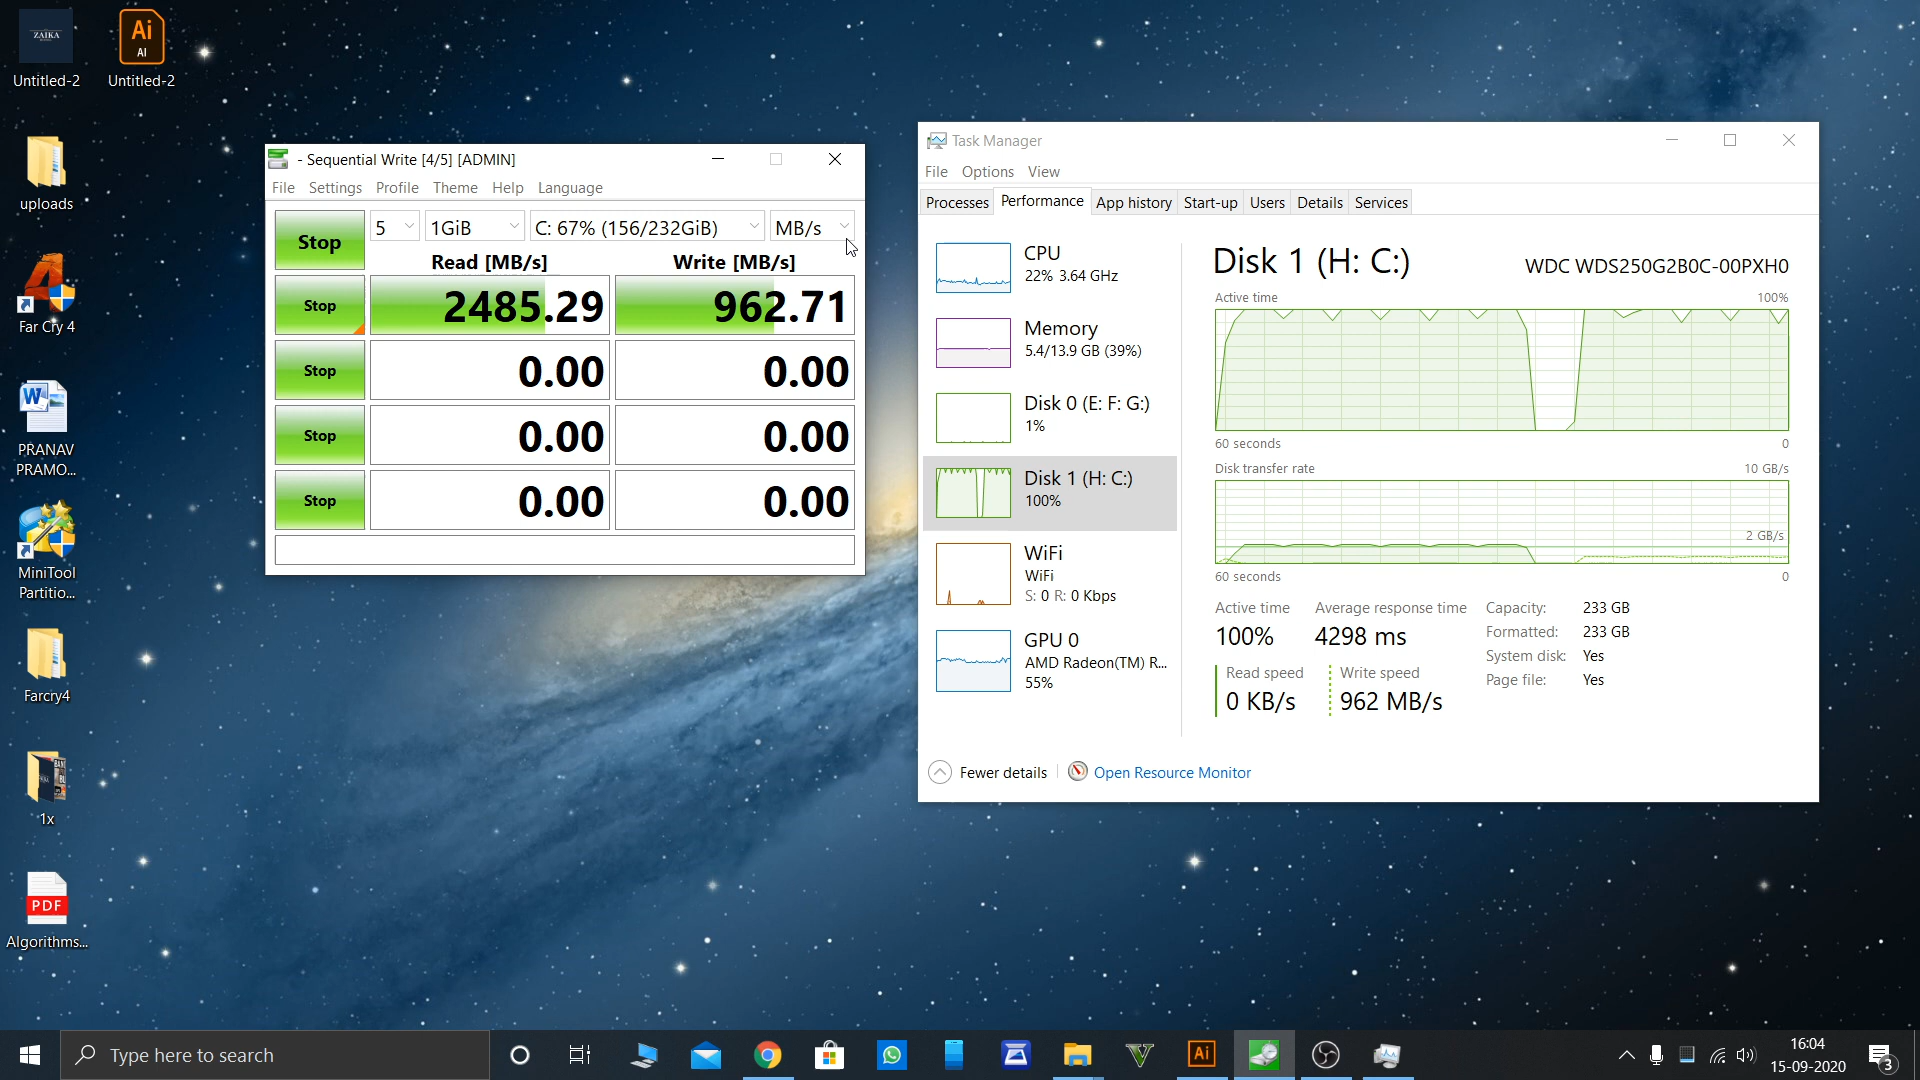 ZAIKA
Untitled-2
Ai
AI
Untitled-2
uploads
Far Cry 4
W
PRANAV
PRAMO...
MiniTool
Partitio...
Farcry4
1x
PDF
Algorithms...
- Sequential Write [4/5] [ADMIN]
File Settings Profile Theme Help Language
Stop
5 1GiB C: 67% (156/232GiB) MB/s
Read [MB/s] Write [MB/s]
Stop 2485.29 962.71
Stop 0.00 0.00
Stop 0.00 0.00
Stop 0.00 0.00
Task Manager
File Options View
Processes Performance App history Start-up Users Details Services
CPU
22% 3.64 GHz
Memory
5.4/13.9 GB (39%)
Disk 0 (E: F: G:)
1%
Disk 1 (H: C:)
100%
WiFi
WiFi
S: 0 R: 0 Kbps
GPU 0
AMD Radeon(TM) R...
55%
Disk 1 (H: C:) WDC WDS250G2B0C-00PXH0
Active time 100%
60 seconds 0
Disk transfer rate 10 GB/s
2 GB/s
60 seconds 0
Active time Average response time
100% 4298 ms
Read speed Write speed
0 KB/s 962 MB/s
Capacity: 233 GB
Formatted: 233 GB
System disk: Yes
Page file: Yes
Fewer details Open Resource Monitor
Type here to search
V
Ai
16:04
15-09-2020
3